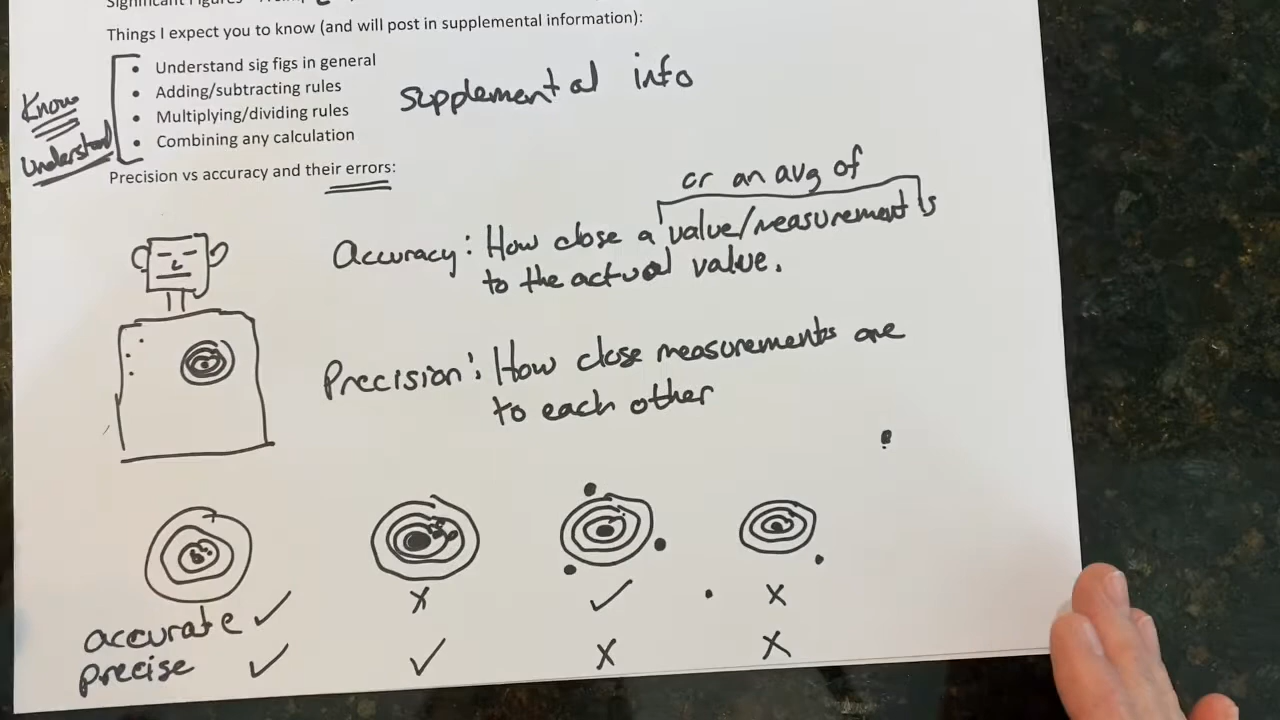 Significant Figures
Things I expect you to know (and will post in supplemental information):
Know
Understand
• Understand sig figs in general
• Adding/subtracting rules
• Multiplying/dividing rules
• Combining any calculation
supplemental info
Precision vs accuracy and their errors:
or an avg of
Accuracy: How close a value/measurement is
to the actual value.
Precision: How close measurements are
to each other
accurate ✓ X ✓ X
precise ✓ ✓ X X